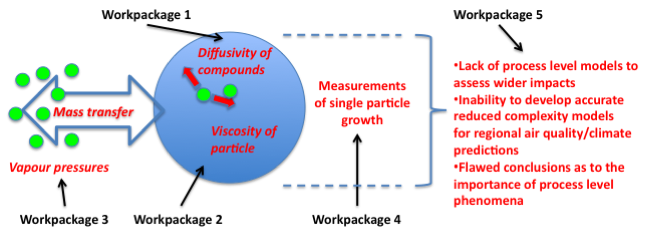 Workpackage 1
Workpackage 5
Diffusivity of
compounds
Mass transfer
Viscosity of
particle
Vapour pressures
Measurements
of single particle
growth
•Lack of process level models to
assess wider impacts
•Inability to develop accurate
reduced complexity models
for regional air quality/climate
predictions
•Flawed conclusions as to the
importance of process level
phenomena
Workpackage 3
Workpackage 2
Workpackage 4